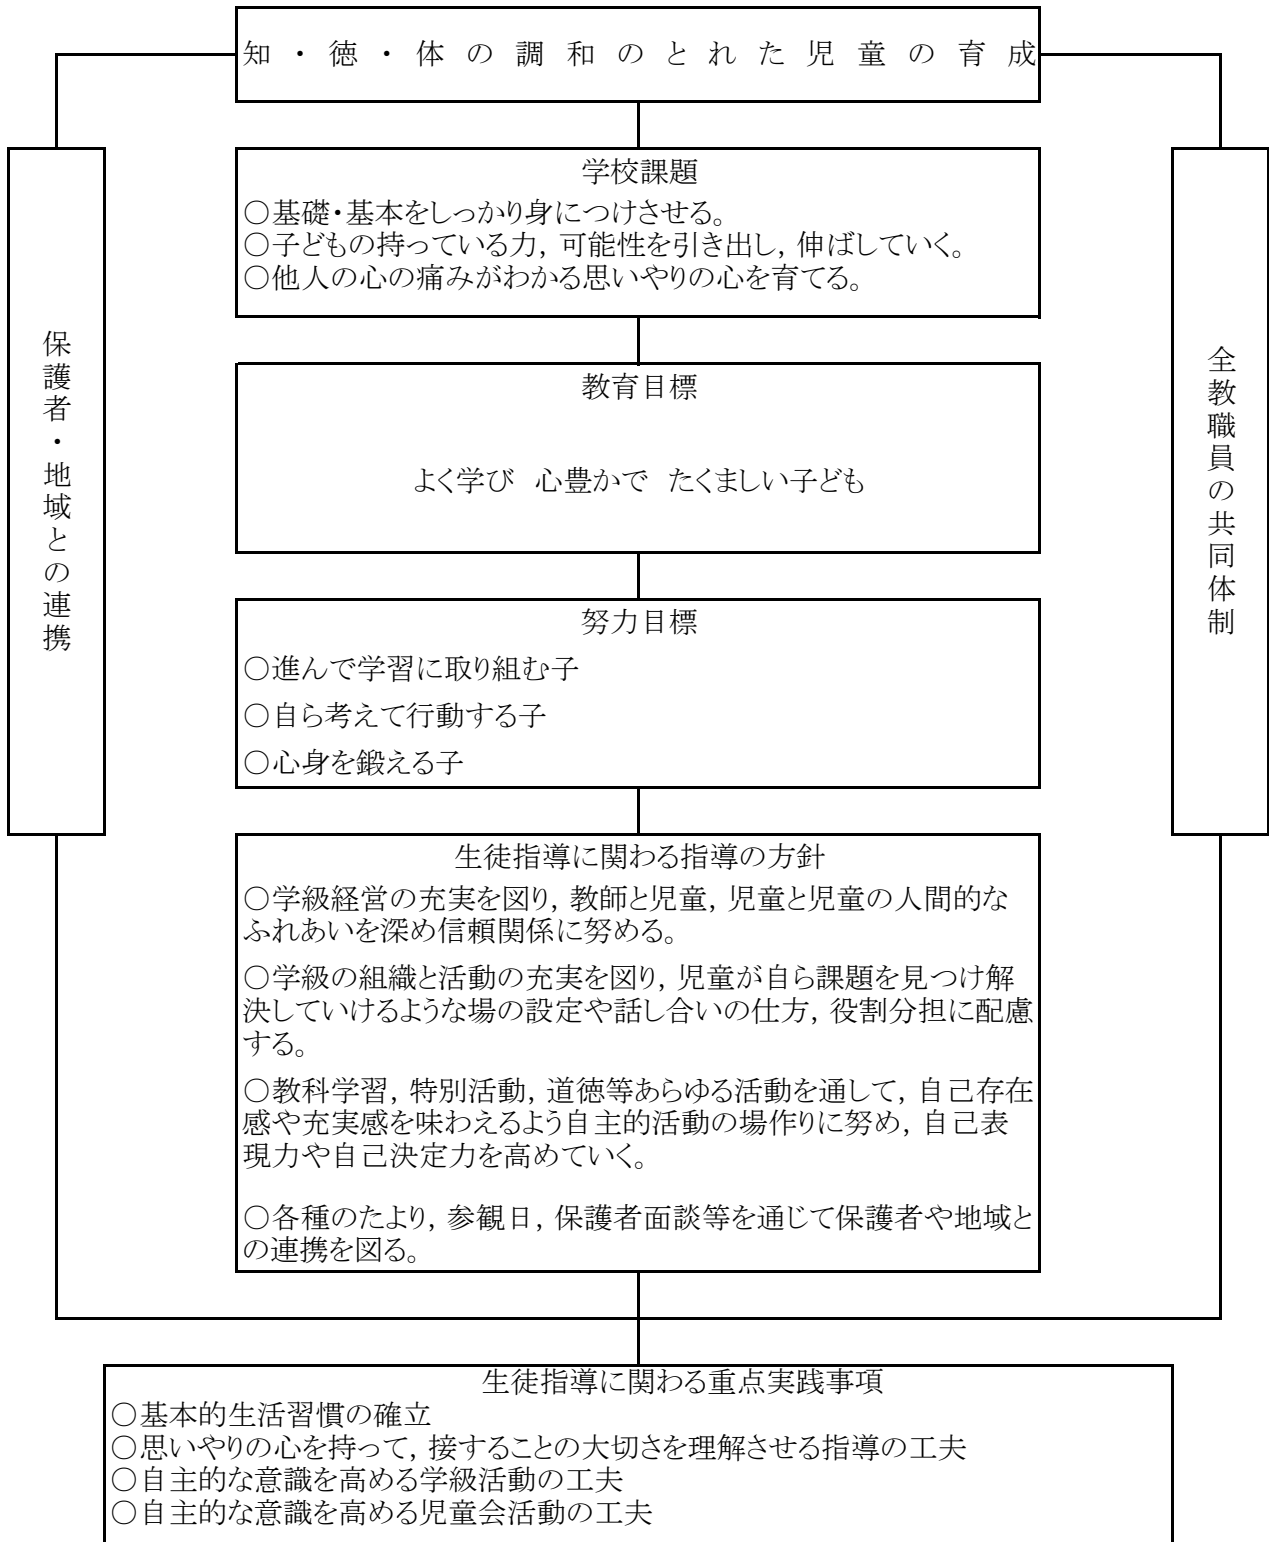 知・徳・体の調和のとれた児童の育成
学校課題
○基礎・基本をしっかり身につけさせる。
○子どもの持っている力，可能性を引き出し，伸ばしていく。
○他人の心の痛みがわかる思いやりの心を育てる。
保護者・地域との連携
全教職員の共同体制
教育目標
よく学び　心豊かで　たくましい子ども
努力目標
○進んで学習に取り組む子
○自ら考えて行動する子
○心身を鍛える子
生徒指導に関わる指導の方針
○学級経営の充実を図り，教師と児童，児童と児童の人間的な
ふれあいを深め信頼関係に努める。
○学級の組織と活動の充実を図り，児童が自ら課題を見つけ解
決していけるような場の設定や話し合いの仕方，役割分担に配慮
する。
○教科学習，特別活動，道徳等あらゆる活動を通して，自己存在
感や充実感を味わえるよう自主的活動の場作りに努め，自己表
現力や自己決定力を高めていく。
○各種のたより，参観日，保護者面談等を通じて保護者や地域と
の連携を図る。
生徒指導に関わる重点実践事項
○基本的生活習慣の確立
○思いやりの心を持って，接することの大切さを理解させる指導の工夫
○自主的な意識を高める学級活動の工夫
○自主的な意識を高める児童会活動の工夫